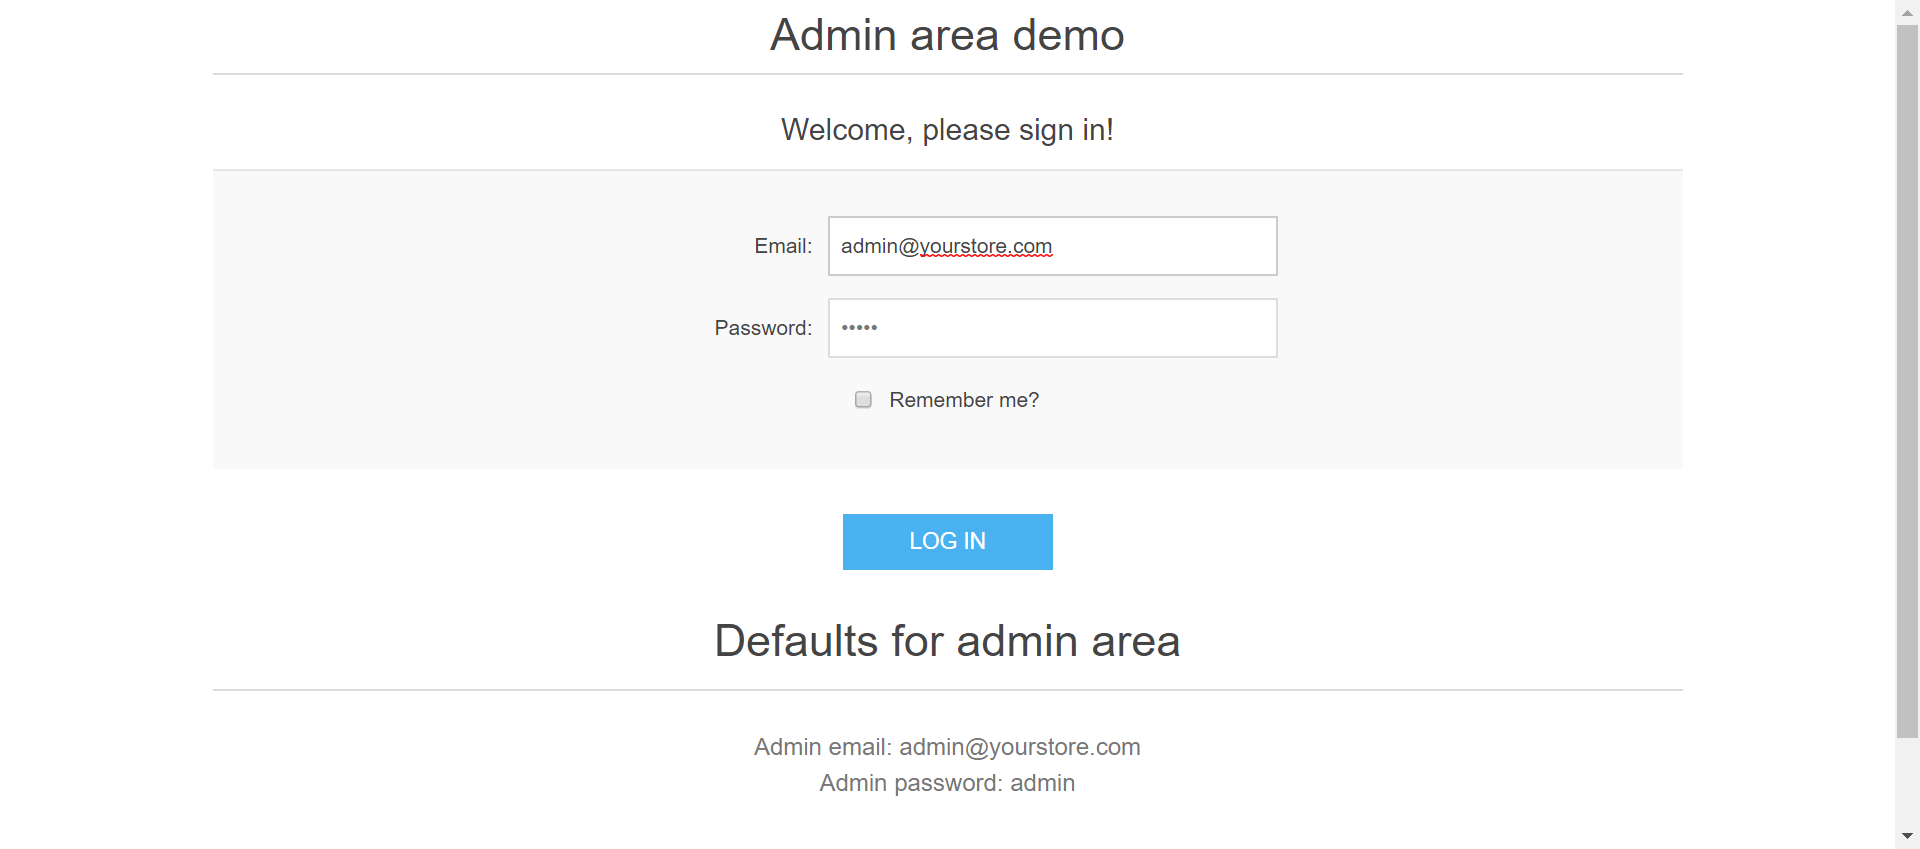 Admin area demo
Welcome, please sign in!
Email: admin@yourstore.com
Password: •••••
Remember me?
LOG IN
Defaults for admin area
Admin email: admin@yourstore.com
Admin password: admin